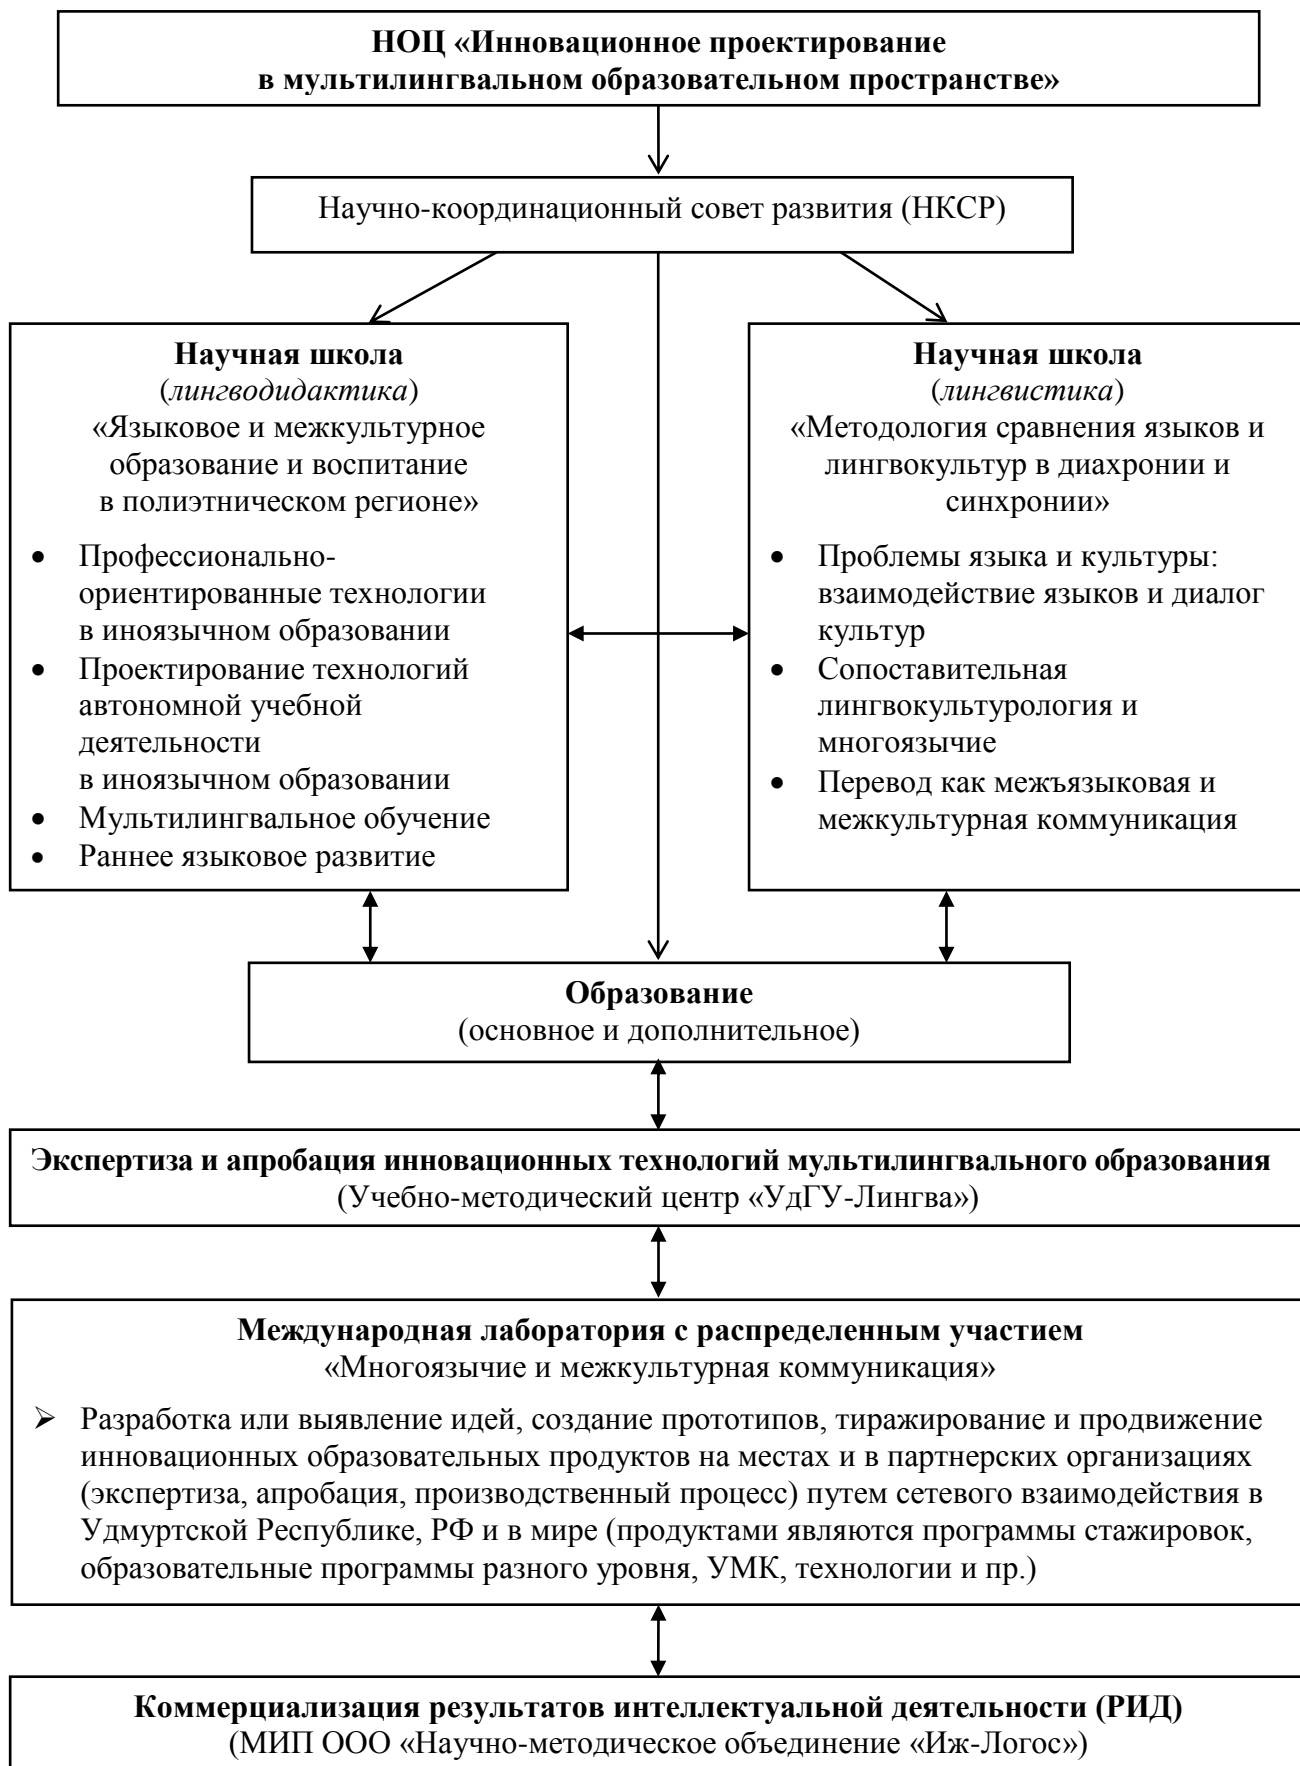 НОЦ «Инновационное проектирование
в мультилингвальном образовательном пространстве»
Научно-координационный совет развития (НКСР)
Научная школа
(лингводидактика)
«Языковое и межкультурное
образование и воспитание
в полиэтническом регионе»
• Профессионально-
ориентированные технологии
в иноязычном образовании
• Проектирование технологий
автономной учебной
деятельности
в иноязычном образовании
• Мультилингвальное обучение
• Раннее языковое развитие
Научная школа
(лингвистика)
«Методология сравнения языков и
лингвокультур в диахронии и
синхронии»
• Проблемы языка и культуры:
взаимодействие языков и диалог
культур
• Сопоставительная
лингвокультурология и
многоязычие
• Перевод как межъязыковая и
межкультурная коммуникация
Образование
(основное и дополнительное)
Экспертиза и апробация инновационных технологий мультилингвального образования
(Учебно-методический центр «УдГУ-Лингва»)
Международная лаборатория с распределенным участием
«Многоязычие и межкультурная коммуникация»
➢ Разработка или выявление идей, создание прототипов, тиражирование и продвижение
инновационных образовательных продуктов на местах и в партнерских организациях
(экспертиза, апробация, производственный процесс) путем сетевого взаимодействия в
Удмуртской Республике, РФ и в мире (продуктами являются программы стажировок,
образовательные программы разного уровня, УМК, технологии и пр.)
Коммерциализация результатов интеллектуальной деятельности (РИД)
(МИП ООО «Научно-методическое объединение «Иж-Логос»)